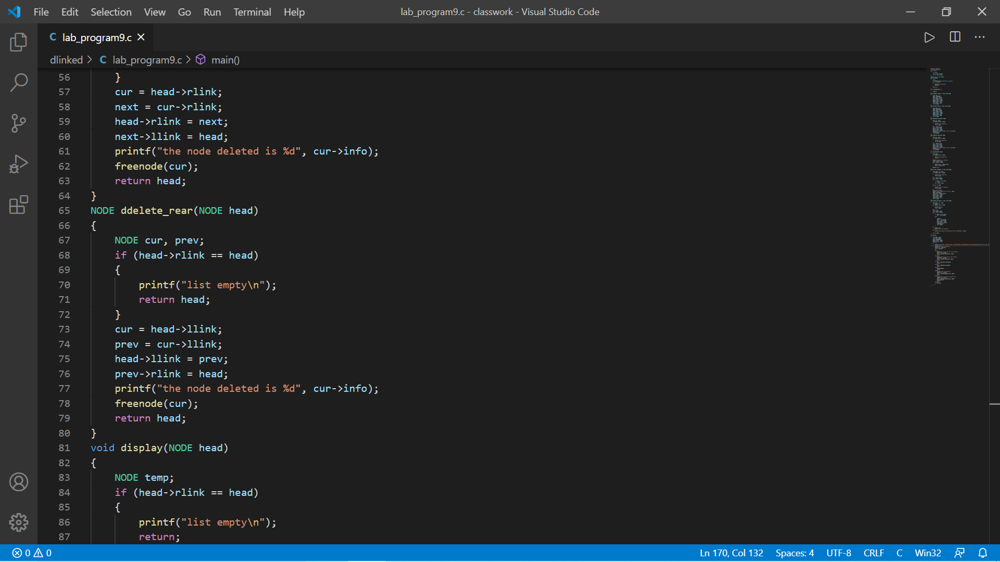 File Edit Selection View Go Run Terminal Help lab_program9.c - classwork - Visual Studio Code
C lab_program9.c
dlinked > C lab_program9.c > main()
56 }
57 cur = head->rlink;
58 next = cur->rlink;
59 head->rlink = next;
60 next->llink = head;
61 printf("the node deleted is %d", cur->info);
62 freenode(cur);
63 return head;
64 }
65 NODE ddelete_rear(NODE head)
66 {
67 NODE cur, prev;
68 if (head->rlink == head)
69 {
70 printf("list empty\n");
71 return head;
72 }
73 cur = head->llink;
74 prev = cur->llink;
75 head->llink = prev;
76 prev->rlink = head;
77 printf("the node deleted is %d", cur->info);
78 freenode(cur);
79 return head;
80 }
81 void display(NODE head)
82 {
83 NODE temp;
84 if (head->rlink == head)
85 {
86 printf("list empty\n");
87 return;
0 0 Ln 170, Col 132 Spaces: 4 UTF-8 CRLF C Win32